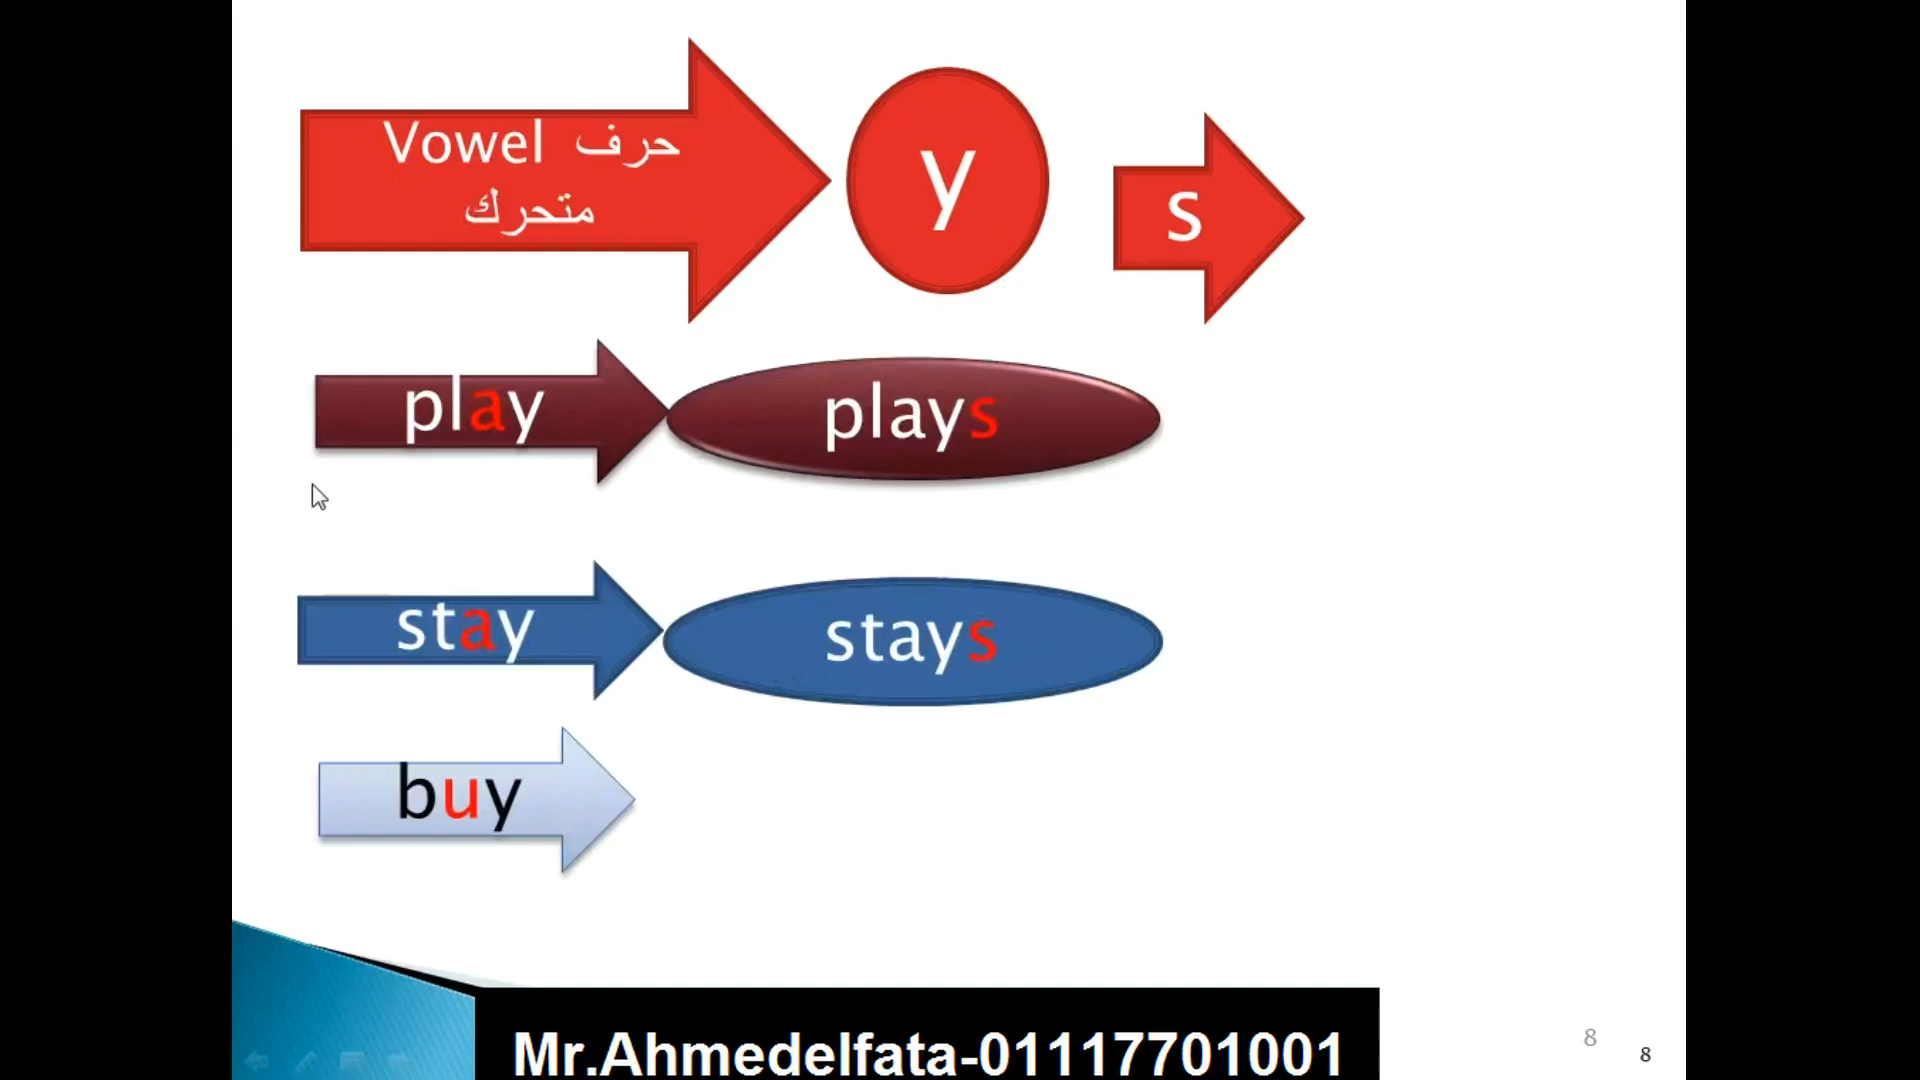 Vowel حرف
متحرك
y
s
play
plays
stay
stays
buy
Mr.Ahmedelfata-01117701001
8
8